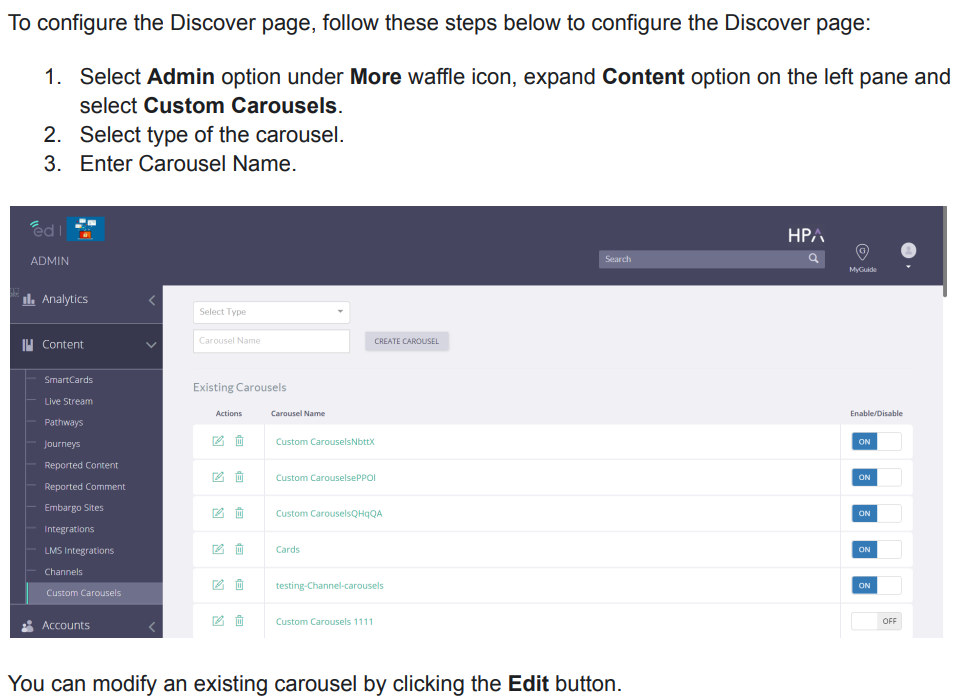 To configure the Discover page, follow these steps below to configure the Discover page:
1. Select Admin option under More waffle icon, expand Content option on the left pane and
select Custom Carousels.
2. Select type of the carousel.
3. Enter Carousel Name.
ed |
HPA
ADMIN
Search
MyGuide
Analytics
Select Type
Carousel Name
CREATE CAROUSEL
Content
SmartCards
Live Stream
Pathways
Journeys
Reported Content
Reported Comment
Embargo Sites
Integrations
LMS Integrations
Channels
Custom Carousels
Accounts
Existing Carousels
Actions Carousel Name Enable/Disable
Custom CarouselsNbttX ON
Custom CarouselsePPOl ON
Custom CarouselsQHqQA ON
Cards ON
testing-Channel-carousels ON
Custom Carousels 1111 OFF
You can modify an existing carousel by clicking the Edit button.